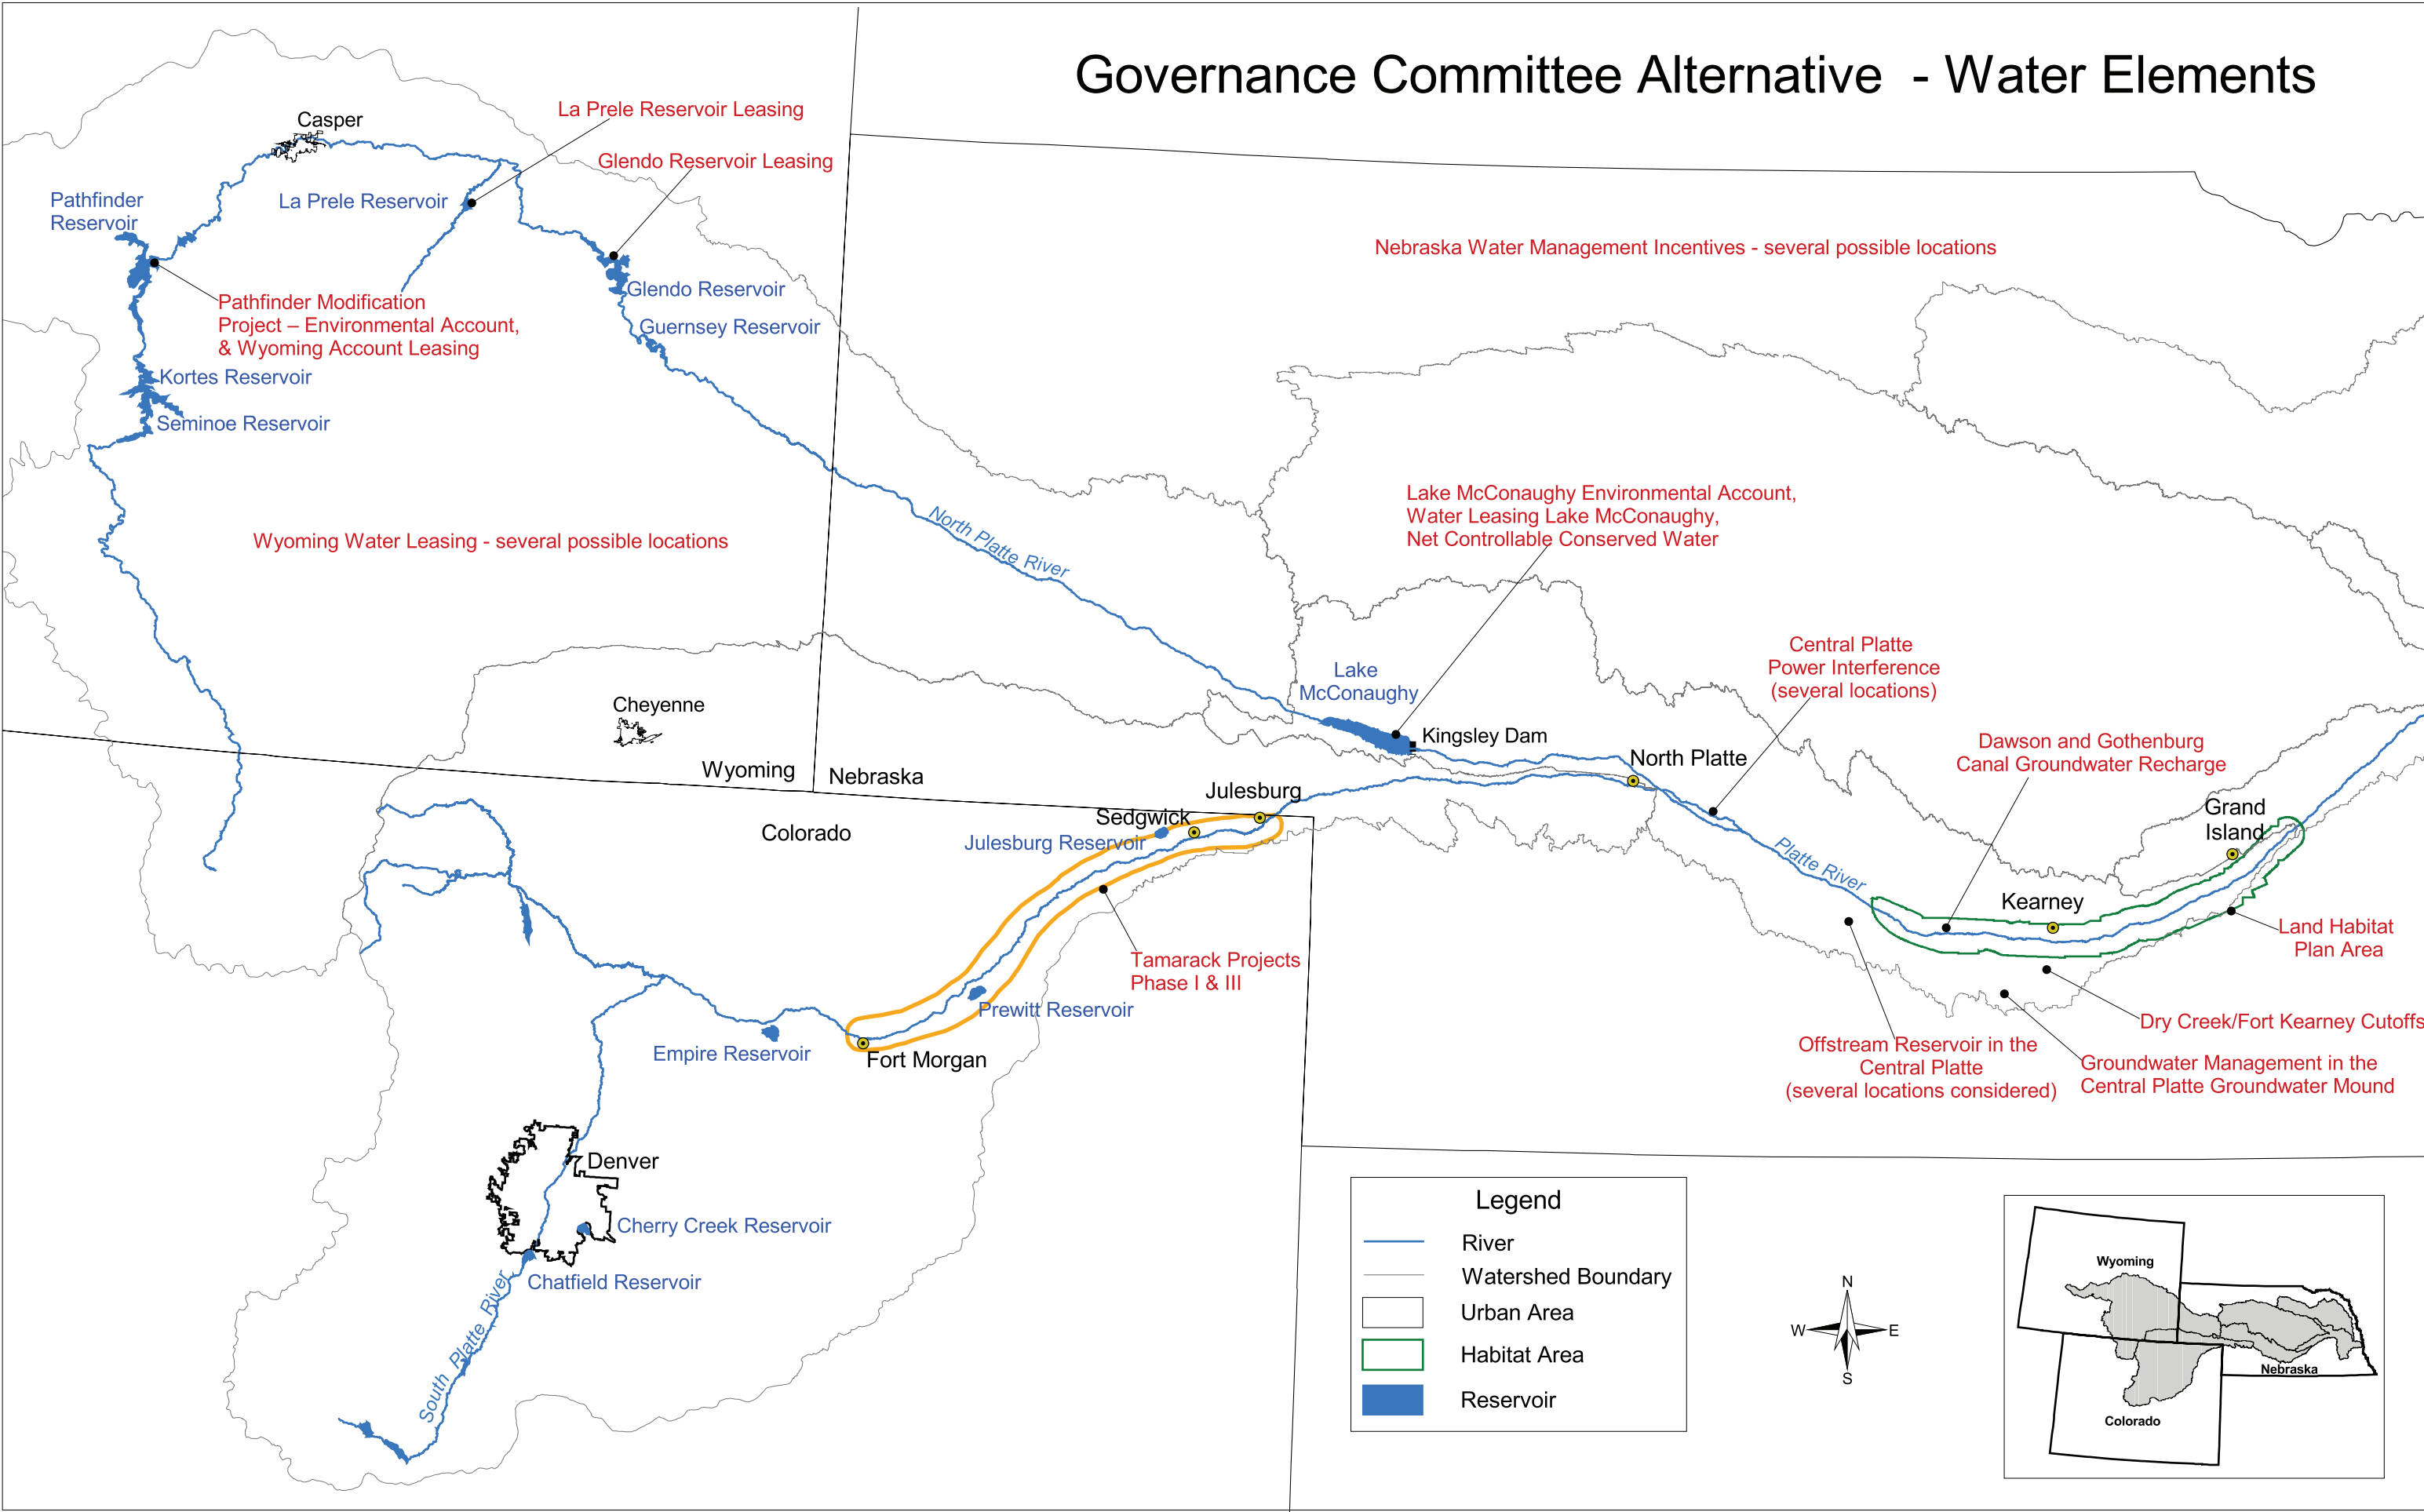 Governance Committee Alternative - Water Elements
Casper
La Prele Reservoir Leasing
Glendo Reservoir Leasing
Pathfinder
Reservoir
La Prele Reservoir
Pathfinder Modification
Project – Environmental Account,
& Wyoming Account Leasing
Glendo Reservoir
Guernsey Reservoir
Kortes Reservoir
Seminoe Reservoir
Nebraska Water Management Incentives - several possible locations
Wyoming Water Leasing - several possible locations
North Platte River
Lake McConaughy Environmental Account,
Water Leasing Lake McConaughy,
Net Controllable Conserved Water
Lake
McConaughy
Kingsley Dam
Central Platte
Power Interference
(several locations)
North Platte
Dawson and Gothenburg
Canal Groundwater Recharge
Cheyenne
Wyoming
Nebraska
Colorado
Julesburg
Sedgwick
Julesburg Reservoir
Platte River
Grand
Island
Kearney
Land Habitat
Plan Area
Tamarack Projects
Phase I & III
Prewitt Reservoir
Empire Reservoir
Fort Morgan
Dry Creek/Fort Kearney Cutoffs
Offstream Reservoir in the
Central Platte
(several locations considered)
Groundwater Management in the
Central Platte Groundwater Mound
Denver
Cherry Creek Reservoir
Chatfield Reservoir
South Platte River
Legend
River
Watershed Boundary
Urban Area
Habitat Area
Reservoir
N
W
E
S
Wyoming
Nebraska
Colorado